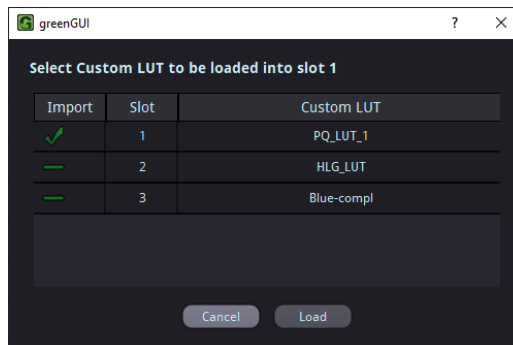 greenGUI
Select Custom LUT to be loaded into slot 1
Import Slot Custom LUT
1 PQ_LUT_1
2 HLG_LUT
3 Blue-compl
Cancel Load